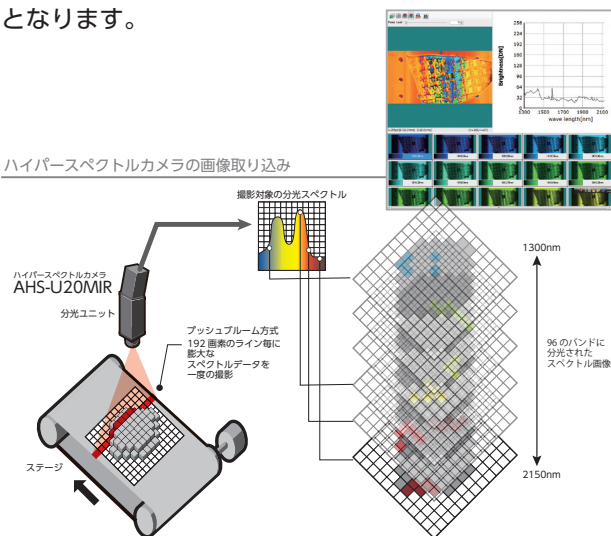 となります。
256
224
192
160
128
96
64
32
0
Brightness[DN]
1300 1500 1700 1900 2100
wave length[nm]
ハイパースペクトルカメラの画像取り込み
撮影対象の分光スペクトル
ハイパースペクトルカメラ
AHS-U20MIR
分光ユニット
プッシュブルーム方式
192 画素のライン毎に
膨大な
スペクトルデータを
一度の撮影
ステージ
1300nm
96 のバンドに
分光された
スペクトル画像
2150nm